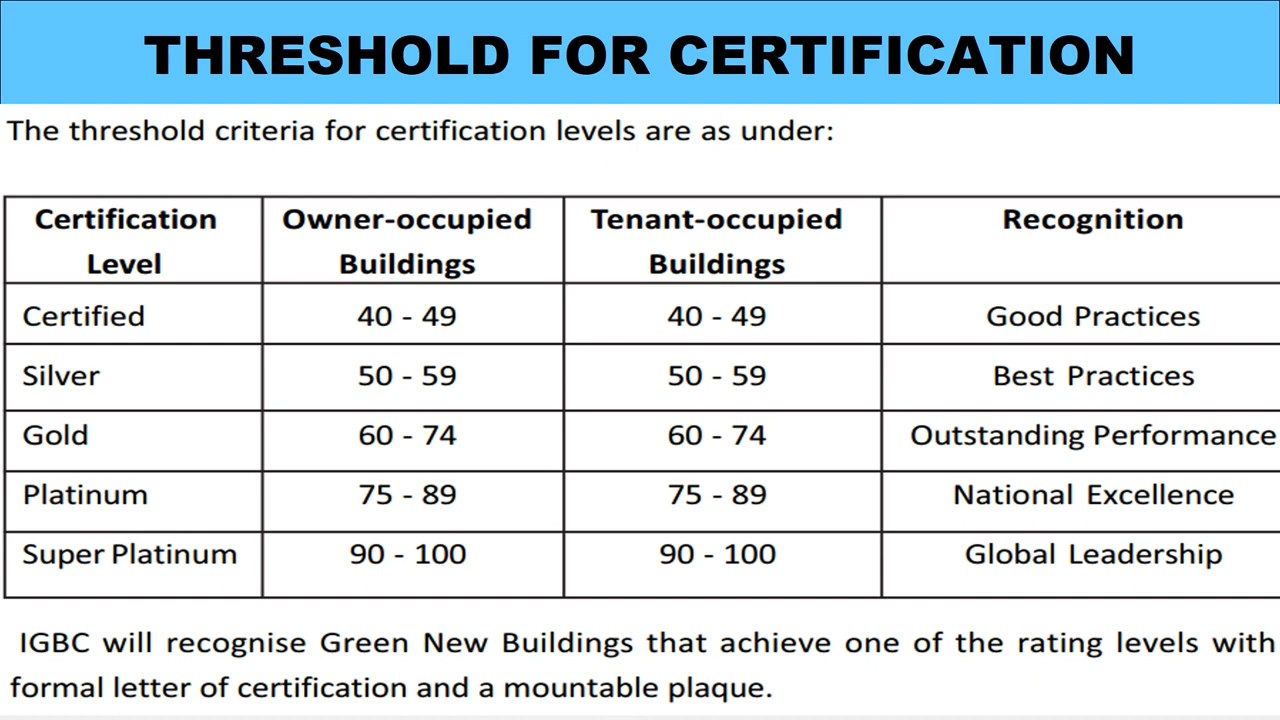 THRESHOLD FOR CERTIFICATION
The threshold criteria for certification levels are as under:
Certification Level Owner-occupied Buildings Tenant-occupied Buildings Recognition
Certified 40 - 49 40 - 49 Good Practices
Silver 50 - 59 50 - 59 Best Practices
Gold 60 - 74 60 - 74 Outstanding Performance
Platinum 75 - 89 75 - 89 National Excellence
Super Platinum 90 - 100 90 - 100 Global Leadership
IGBC will recognise Green New Buildings that achieve one of the rating levels with
formal letter of certification and a mountable plaque.